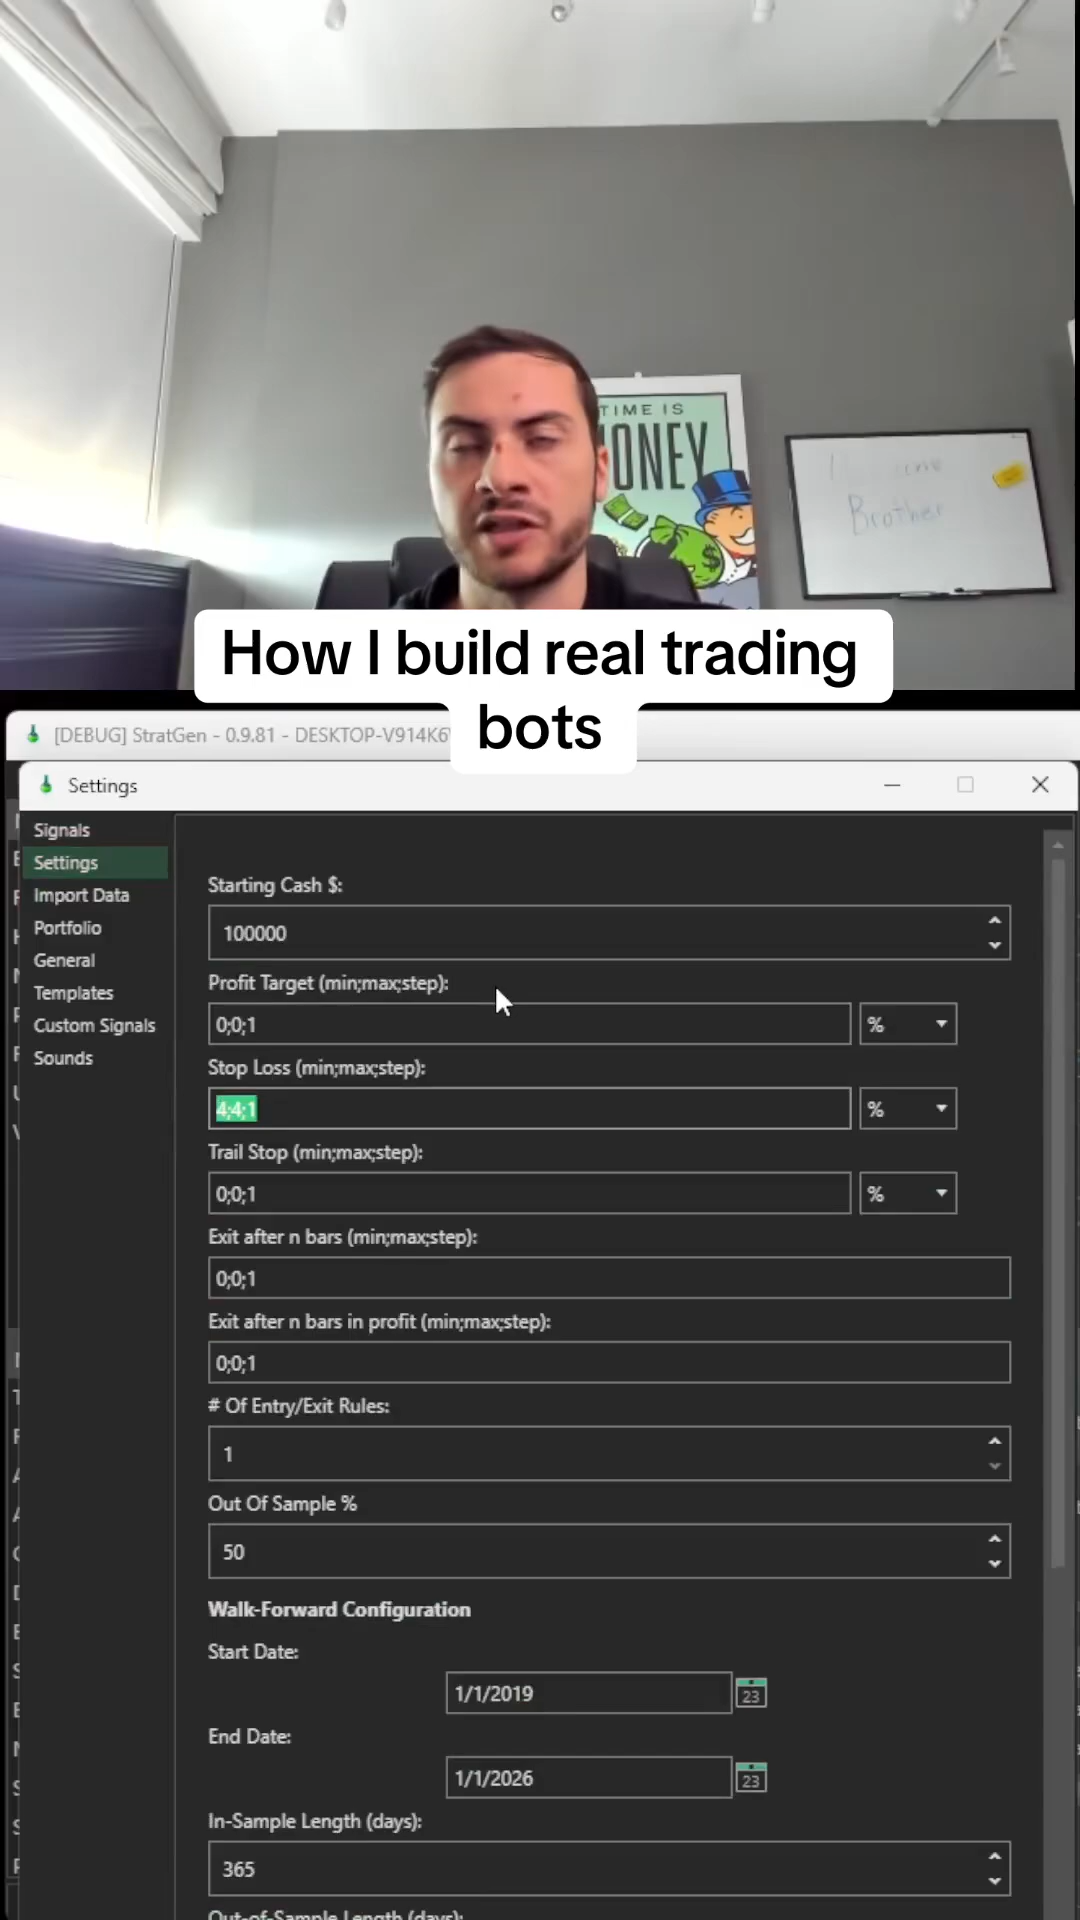 TIME IS
MONEY
Brother
How I build real trading
bots
[DEBUG] StratGen - 0.9.81 - DESKTOP-V914K6
Settings
Signals
Settings
Import Data
Portfolio
General
Templates
Custom Signals
Sounds
Starting Cash $:
100000
Profit Target (min;max;step):
0;0;1
%
Stop Loss (min;max;step):
4;4;1
%
Trail Stop (min;max;step):
0;0;1
%
Exit after n bars (min;max;step):
0;0;1
Exit after n bars in profit (min;max;step):
0;0;1
# Of Entry/Exit Rules:
1
Out Of Sample %
50
Walk-Forward Configuration
Start Date:
1/1/2019
23
End Date:
1/1/2026
23
In-Sample Length (days):
365
Out-of-Sample Length (days):